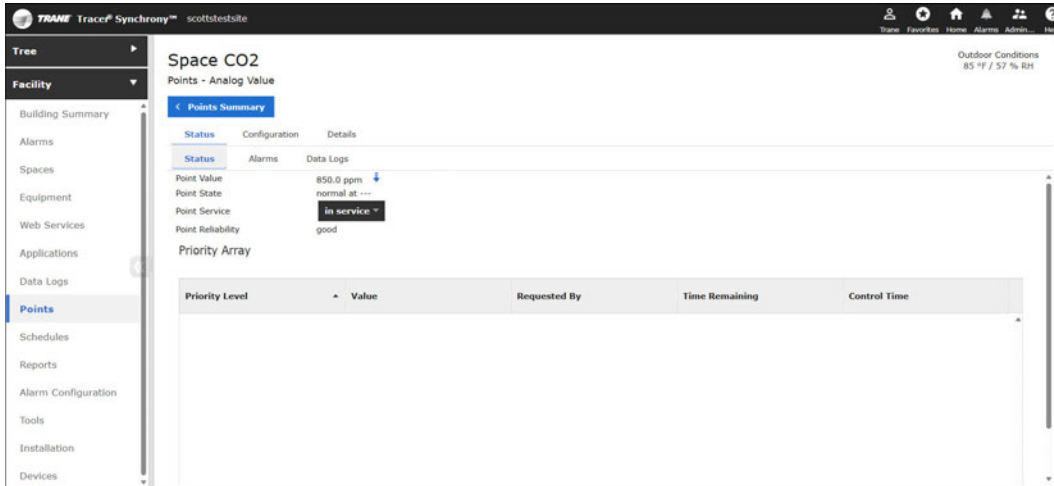 TRANE Tracer® Synchrony™ scottstestsite
Trane Favorites Home Alarms Admin...
Tree
Facility
Building Summary
Alarms
Spaces
Equipment
Web Services
Applications
Data Logs
Points
Schedules
Reports
Alarm Configuration
Tools
Installation
Devices
Space CO2
Points - Analog Value
Outdoor Conditions
85 °F / 57 % RH
Points Summary
Status Configuration Details
Status Alarms Data Logs
Point Value 850.0 ppm
Point State normal at ---
Point Service in service
Point Reliability good
Priority Array
Priority Level Value Requested By Time Remaining Control Time